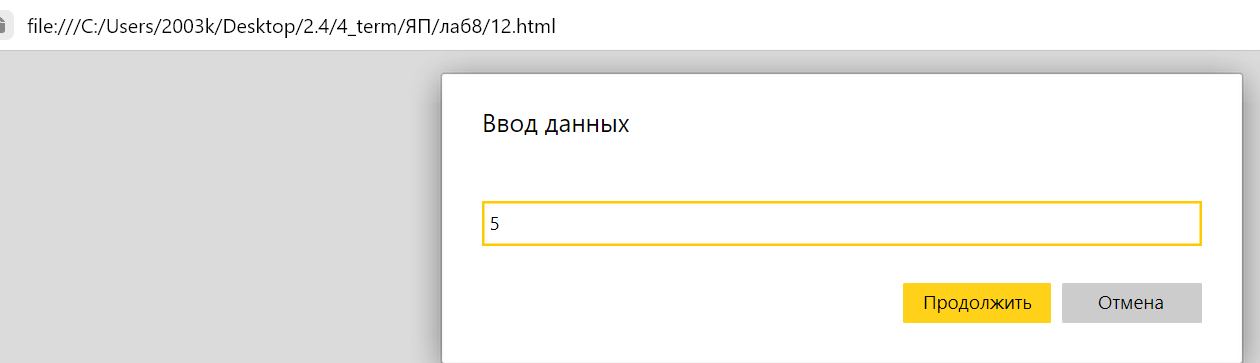 file:///C:/Users/2003k/Desktop/2.4/4_term/ЯП/лаб8/12.html
Ввод данных
5
Продолжить Отмена